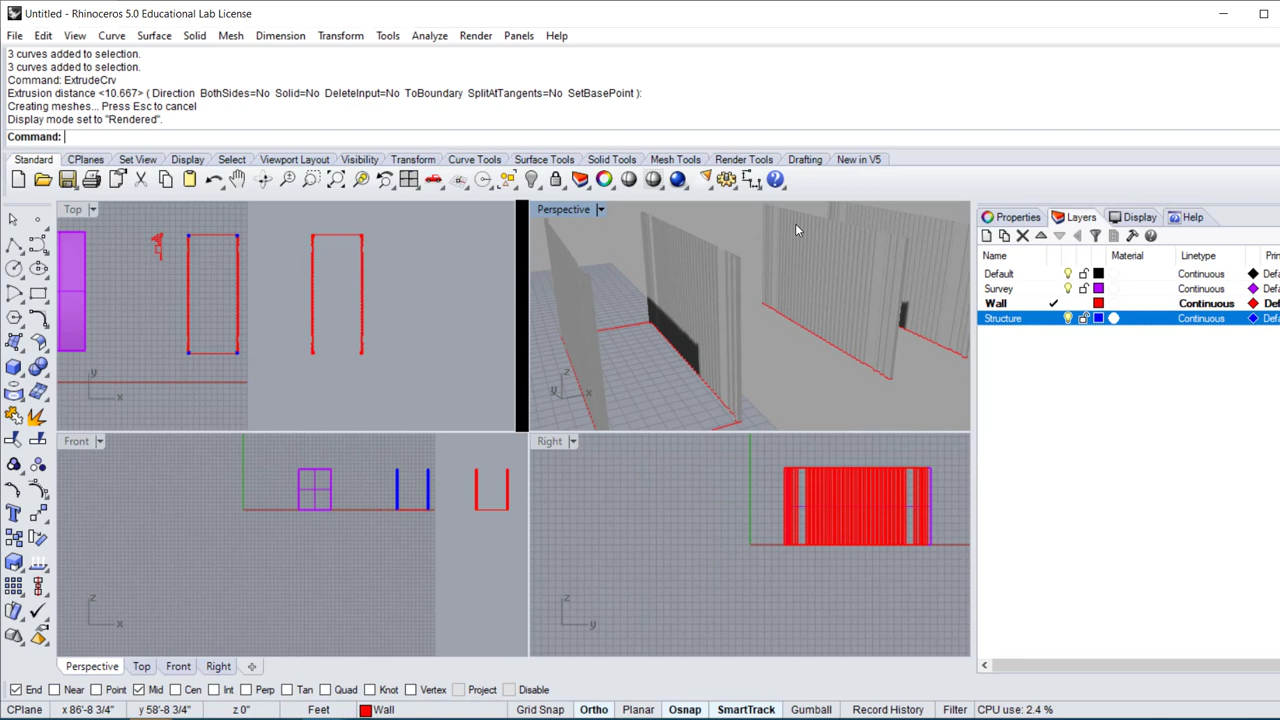 Untitled - Rhinoceros 5.0 Educational Lab License
File Edit View Curve Surface Solid Mesh Dimension Transform Tools Analyze Render Panels Help
3 curves added to selection.
3 curves added to selection.
Command: ExtrudeCrv
Extrusion distance <10.667> ( Direction BothSides=No Solid=No DeleteInput=No ToBoundary SplitAtTangents=No SetBasePoint ):
Creating meshes... Press Esc to cancel
Display mode set to "Rendered".
Command:
Standard CPlanes Set View Display Select Viewport Layout Visibility Transform Curve Tools Surface Tools Solid Tools Mesh Tools Render Tools Drafting New in V5
Top
y
x
Perspective
z
y x
Properties Layers Display Help
Name Material Linetype Prin
Default Continuous Defa
Survey Continuous Defa
Wall Continuous Def
Structure Continuous Defa
Front
z
x
Right
z
y
Perspective Top Front Right
End Near Point Mid Cen Int Perp Tan Quad Knot Vertex Project Disable
CPlane x 86'-8 3/4" y 58'-8 3/4" z 0" Feet Wall Grid Snap Ortho Planar Osnap SmartTrack Gumball Record History Filter CPU use: 2.4 %